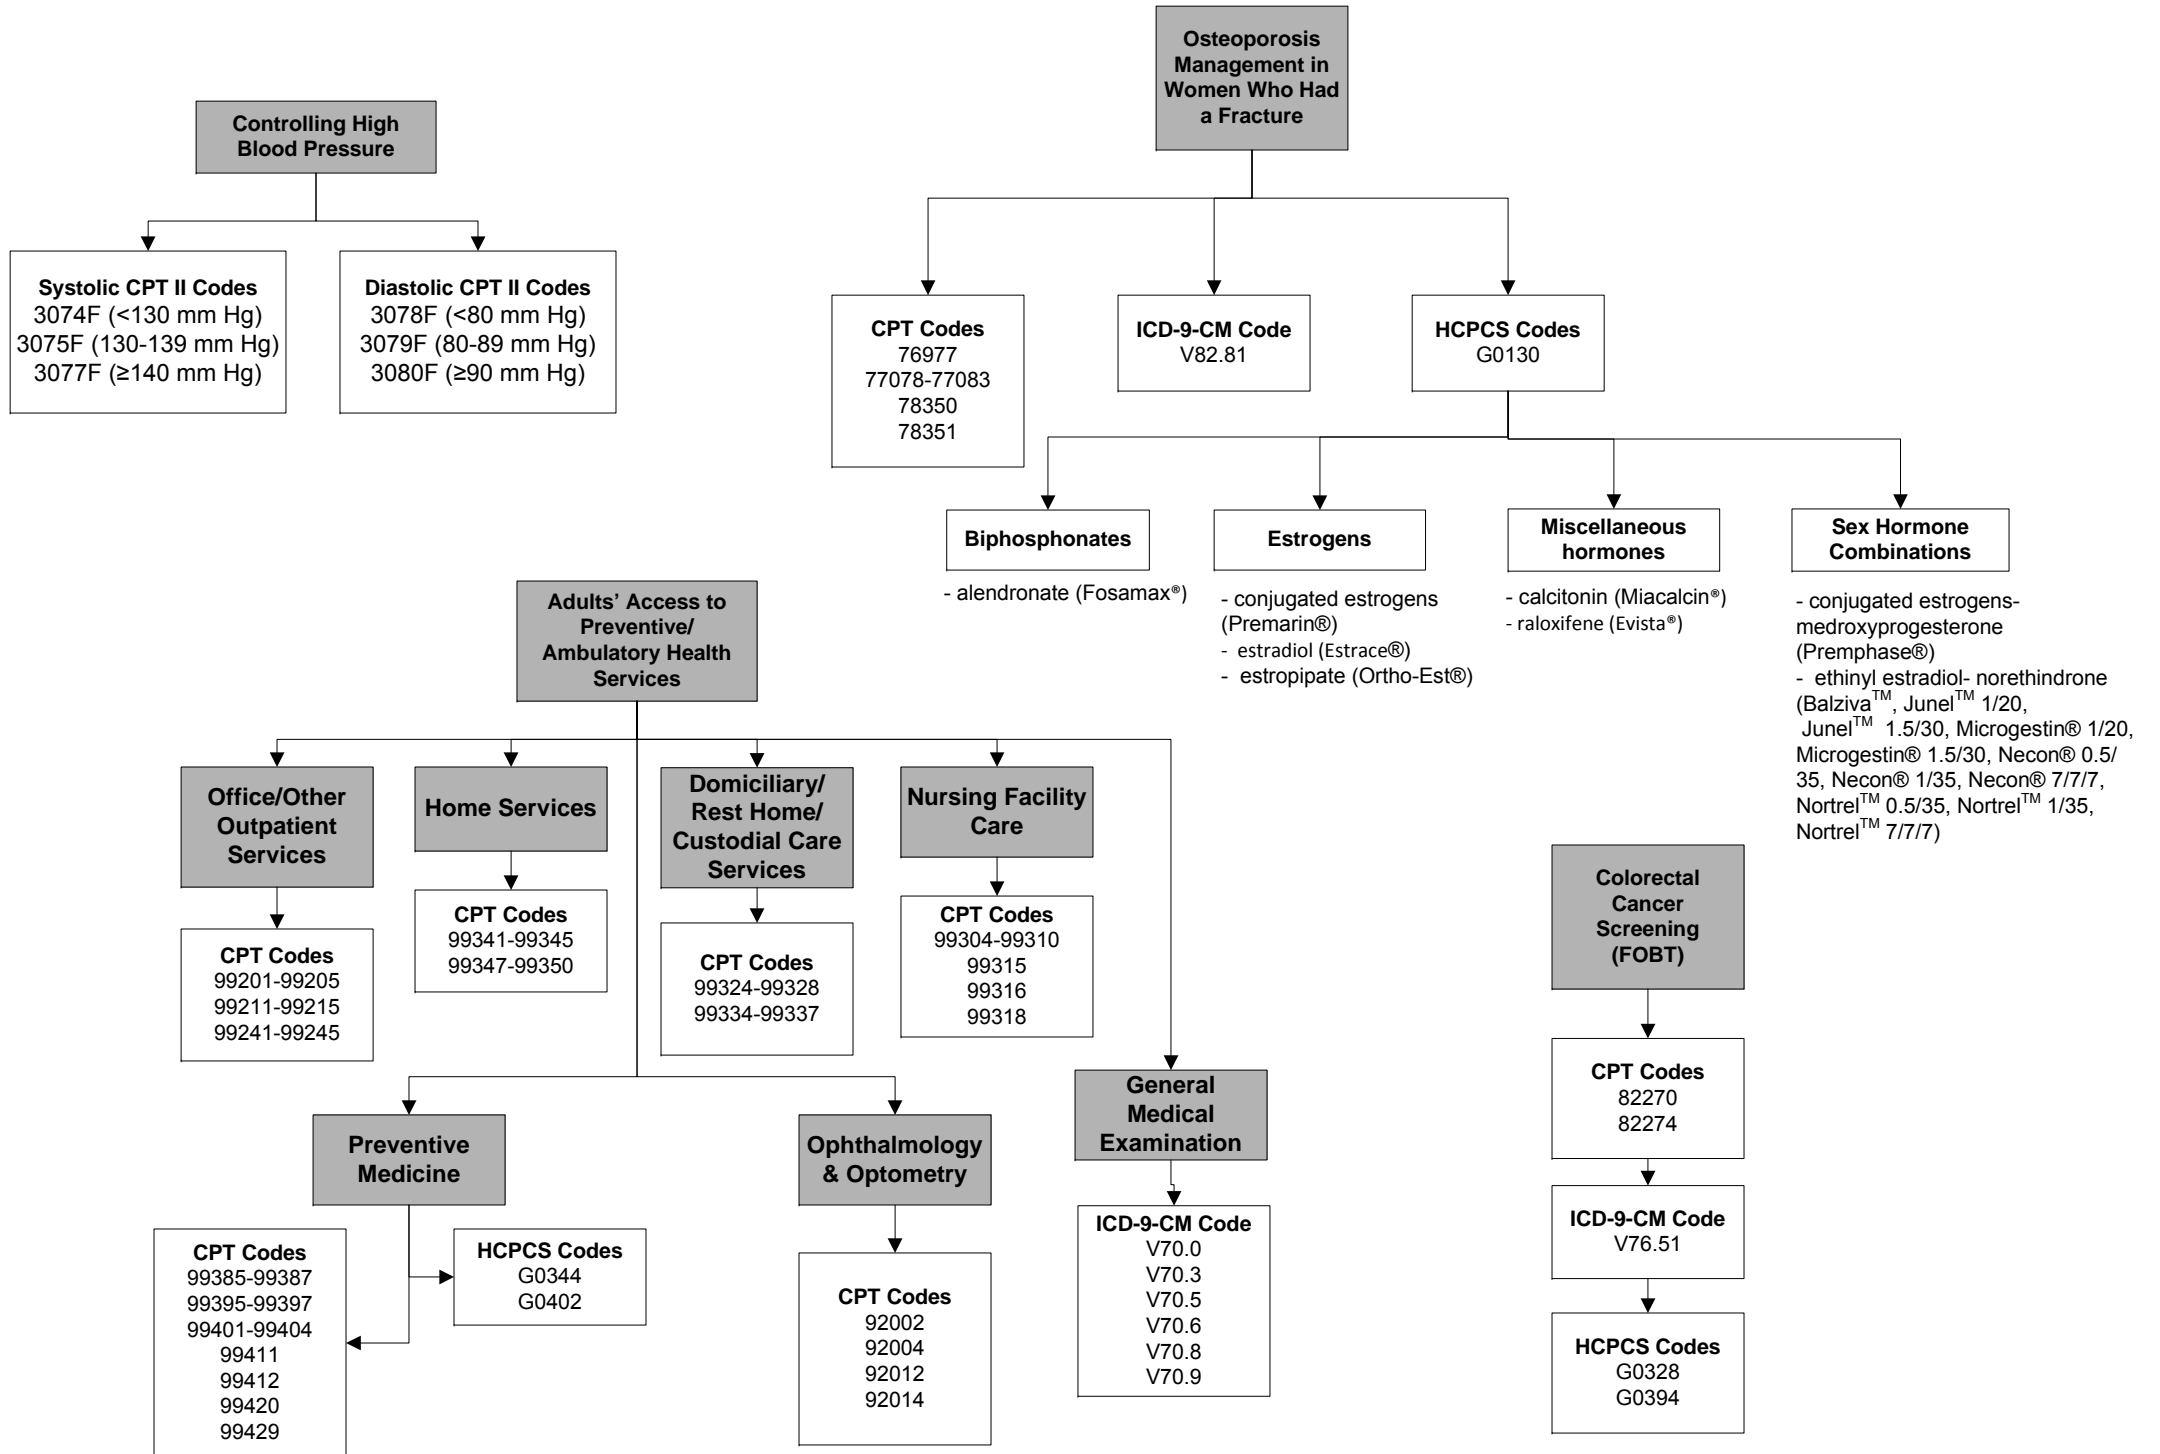 Osteoporosis
Management in
Women Who Had
a Fracture
Controlling High
Blood Pressure
Systolic CPT II Codes
3074F (<130 mm Hg)
3075F (130-139 mm Hg)
3077F (≥140 mm Hg)
Diastolic CPT II Codes
3078F (<80 mm Hg)
3079F (80-89 mm Hg)
3080F (≥90 mm Hg)
CPT Codes
76977
77078-77083
78350
78351
ICD-9-CM Code
V82.81
HCPCS Codes
G0130
Biphosphonates
- alendronate (Fosamax®)
Estrogens
- conjugated estrogens
(Premarin®)
- estradiol (Estrace®)
- estropipate (Ortho-Est®)
Miscellaneous
hormones
- calcitonin (Miacalcin®)
- raloxifene (Evista®)
Sex Hormone
Combinations
- conjugated estrogens-
medroxyprogesterone
(Premphase®)
- ethinyl estradiol- norethindrone
(Balziva™, Junel™ 1/20,
Junel™ 1.5/30, Microgestin® 1/20,
Microgestin® 1.5/30, Necon® 0.5/
35, Necon® 1/35, Necon® 7/7/7,
Nortrel™ 0.5/35, Nortrel™ 1/35,
Nortrel™ 7/7/7)
Adults’ Access to
Preventive/
Ambulatory Health
Services
Office/Other
Outpatient
Services
CPT Codes
99201-99205
99211-99215
99241-99245
Home Services
CPT Codes
99341-99345
99347-99350
Domiciliary/
Rest Home/
Custodial Care
Services
CPT Codes
99324-99328
99334-99337
Nursing Facility
Care
CPT Codes
99304-99310
99315
99316
99318
Preventive
Medicine
CPT Codes
99385-99387
99395-99397
99401-99404
99411
99412
99420
99429
HCPCS Codes
G0344
G0402
Ophthalmology
& Optometry
CPT Codes
92002
92004
92012
92014
General
Medical
Examination
ICD-9-CM Code
V70.0
V70.3
V70.5
V70.6
V70.8
V70.9
Colorectal
Cancer
Screening
(FOBT)
CPT Codes
82270
82274
ICD-9-CM Code
V76.51
HCPCS Codes
G0328
G0394